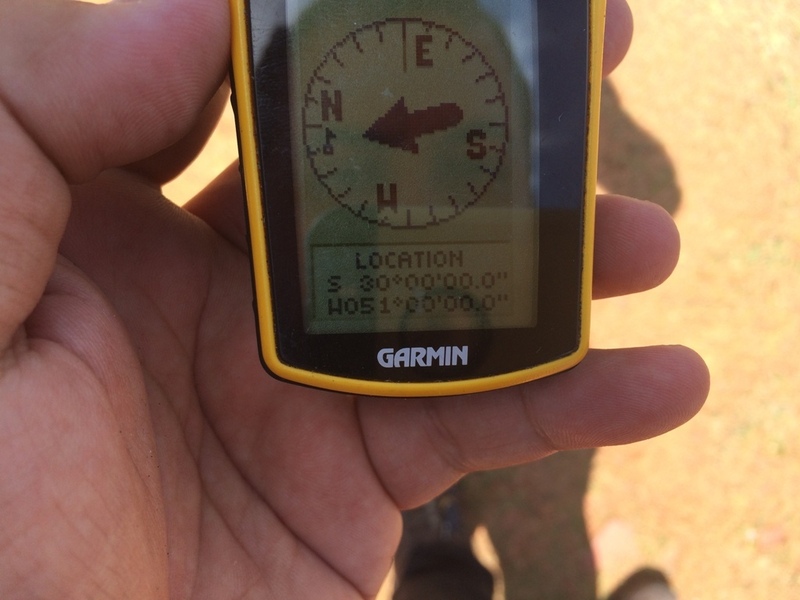 E
N
S
W
LOCATION
S 30°00'00.0"
W051°00'00.0"
GARMIN